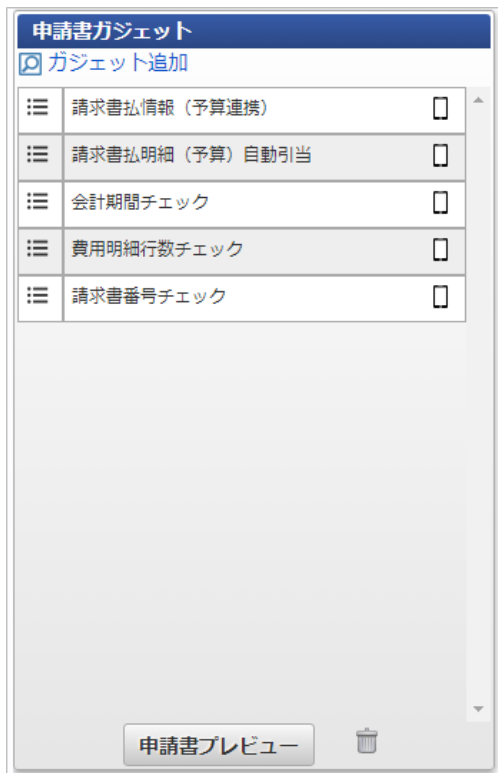 申請書ガジェット
ガジェット追加
請求書払情報（予算連携）
請求書払明細（予算）自動引当
会計期間チェック
費用明細行数チェック
請求書番号チェック
申請書プレビュー